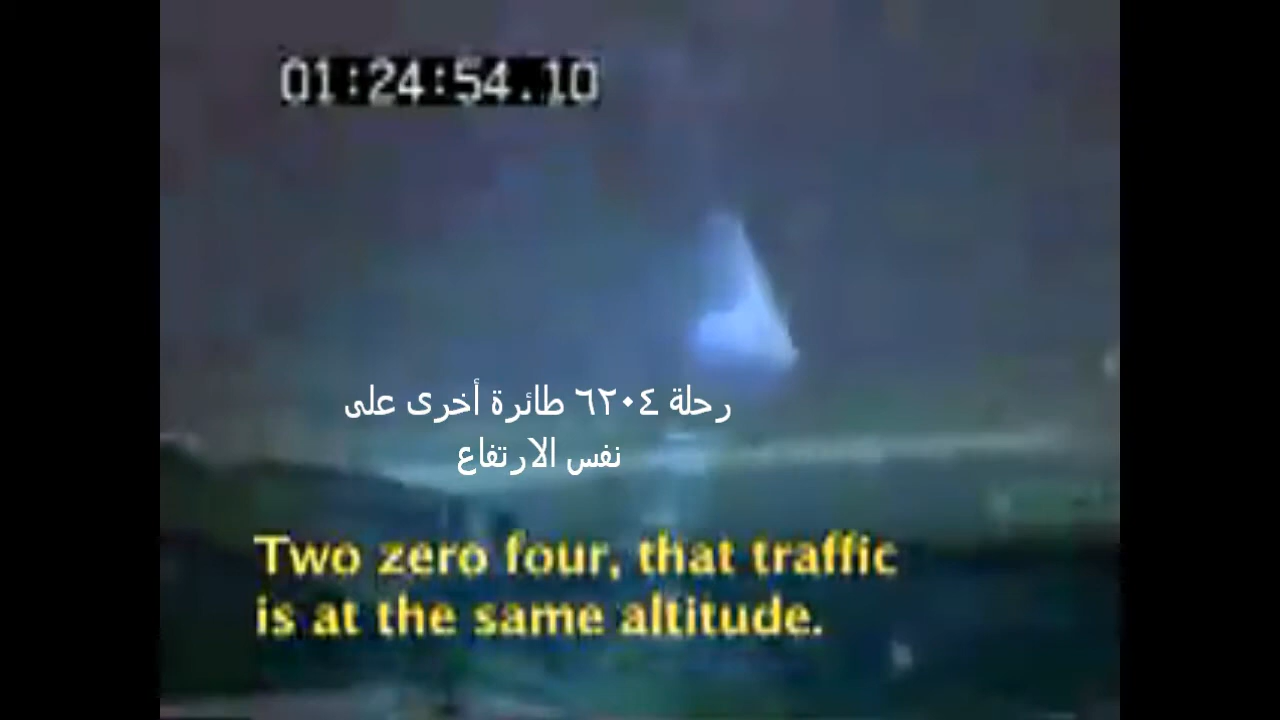 01:24:54.10
رحلة ٦٢٠٤ طائرة أخرى على
نفس الارتفاع
Two zero four, that traffic
is at the same altitude.